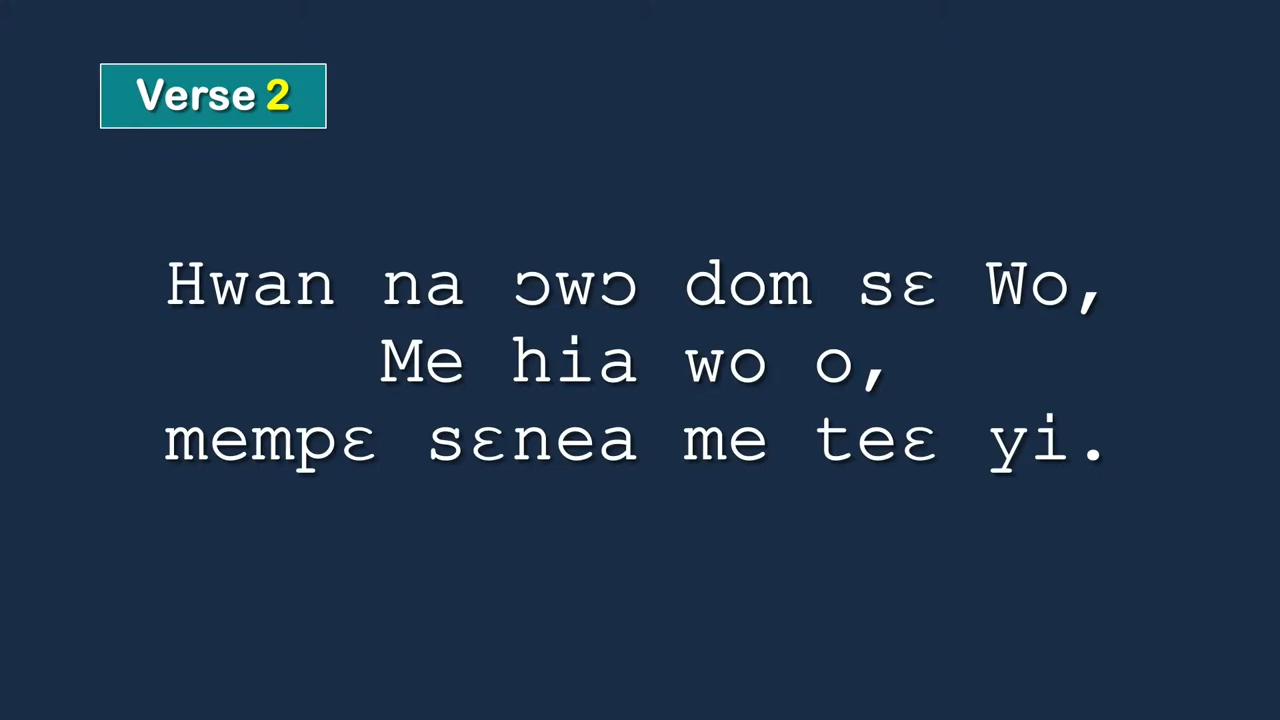 Verse 2
Hwan na ɔwɔ dom sɛ Wo,
Me hia wo o,
mempɛ sɛnea me teɛ yi.